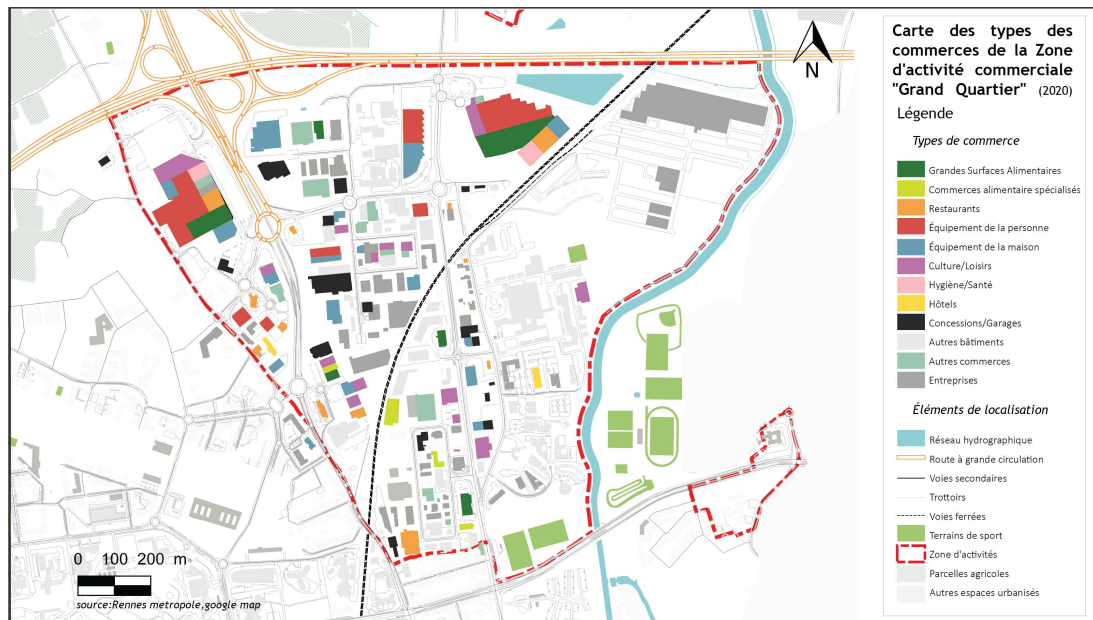 Carte des types des
commerces de la Zone
d'activité commerciale
"Grand Quartier" (2020)
Légende
Types de commerce
Grandes Surfaces Alimentaires
Commerces alimentaire spécialisés
Restaurants
Équipement de la personne
Équipement de la maison
Culture/Loisirs
Hygiène/Santé
Hôtels
Concessions/Garages
Autres bâtiments
Autres commerces
Entreprises
Éléments de localisation
Réseau hydrographique
Route à grande circulation
Voies secondaires
Trottoirs
Voies ferrées
Terrains de sport
Zone d'activités
Parcelles agricoles
Autres espaces urbanisés
N
0 100 200 m
source:Rennes metropole,google map